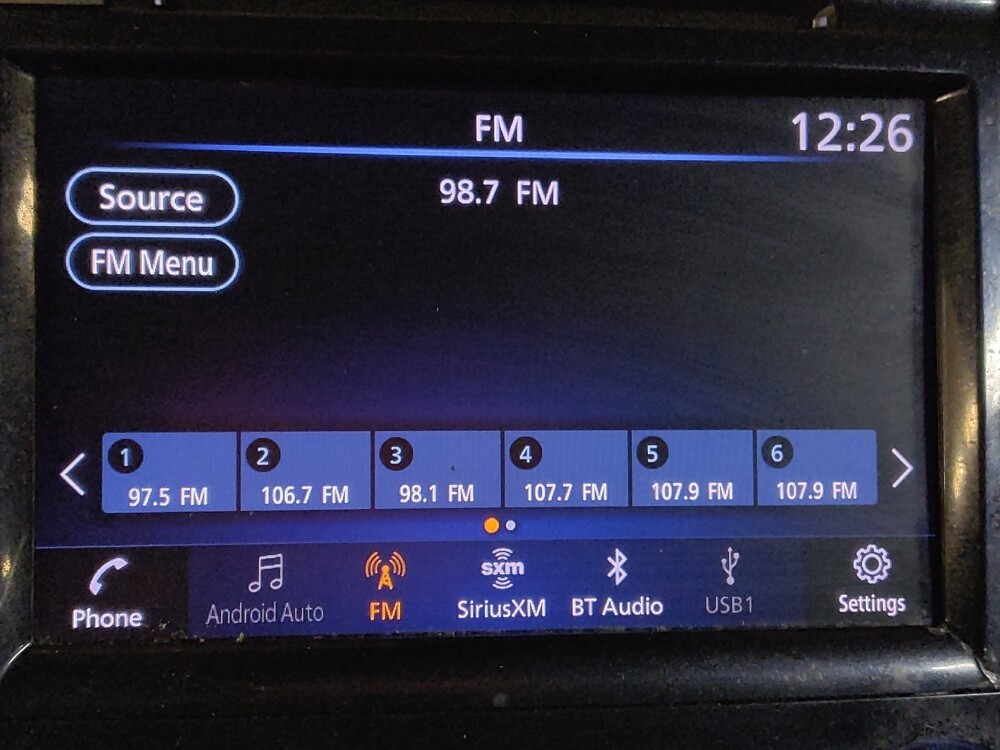 FM
12:26
Source
98.7 FM
FM Menu
1
2
3
4
5
6
97.5 FM
106.7 FM
98.1 FM
107.7 FM
107.9 FM
107.9 FM
sxm
Phone
Android Auto
FM
SiriusXM
BT Audio
USB1
Settings